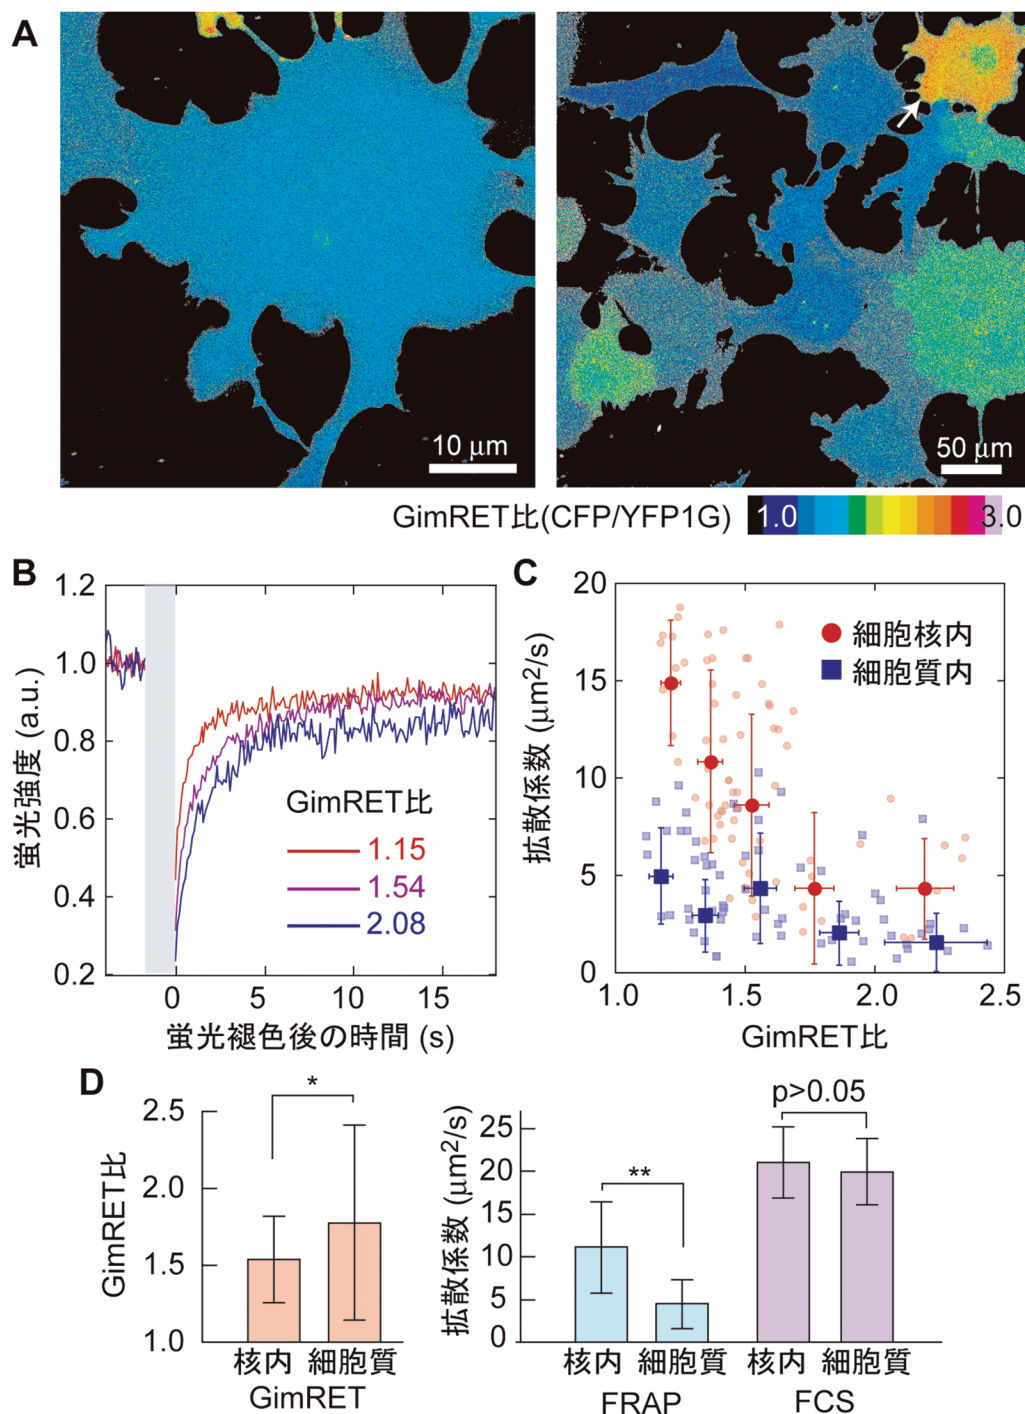 A
10 μm
50 μm
GimRET比(CFP/YFP1G)
1.0
3.0
B
1.2
1.0
0.8
0.6
0.4
0.2
蛍光強度 (a.u.)
GimRET比
1.15
1.54
2.08
0
5
10
15
蛍光褪色後の時間 (s)
C
20
15
10
5
0
拡散係数 (μm²/s)
細胞核内
細胞質内
1.0
1.5
2.0
2.5
GimRET比
D
2.5
2.0
1.5
1.0
GimRET比
*
核内
細胞質
GimRET
25
20
15
10
5
0
拡散係数 (μm²/s)
**
p>0.05
核内
細胞質
核内
細胞質
FRAP
FCS